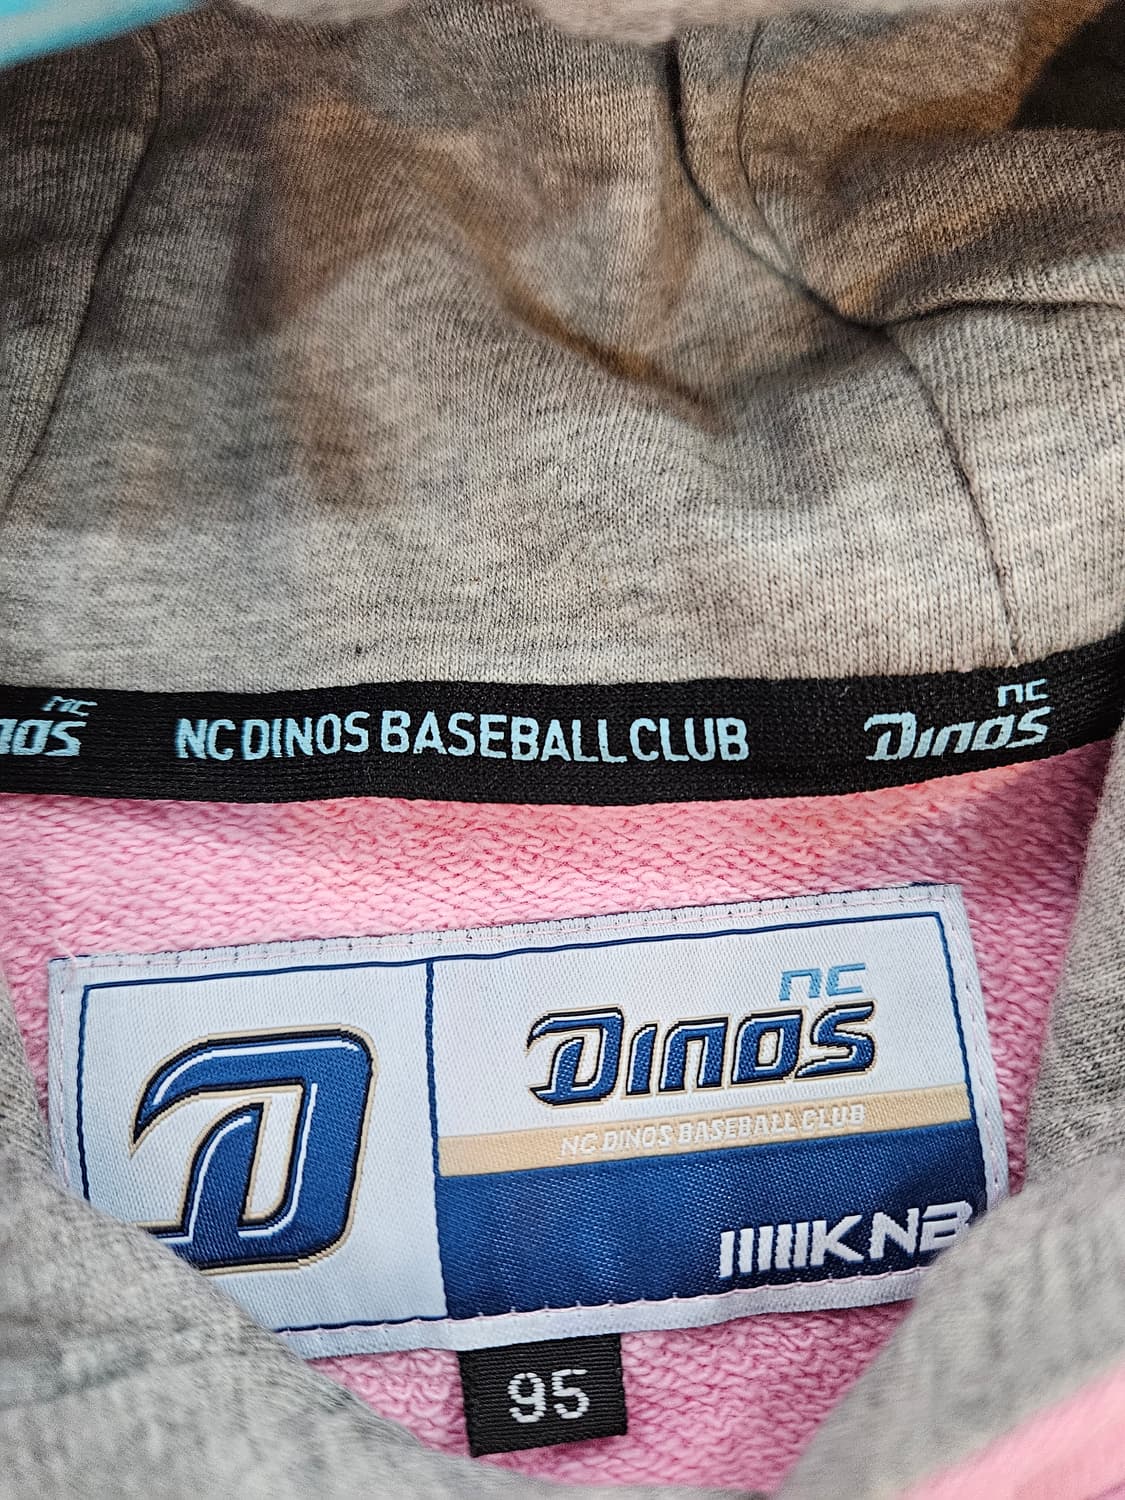 NC
DINOS
NC DINOS BASEBALL CLUB
NC
DINOS
NC
DINOS
NC DINOS BASEBALL CLUB
KNB
95